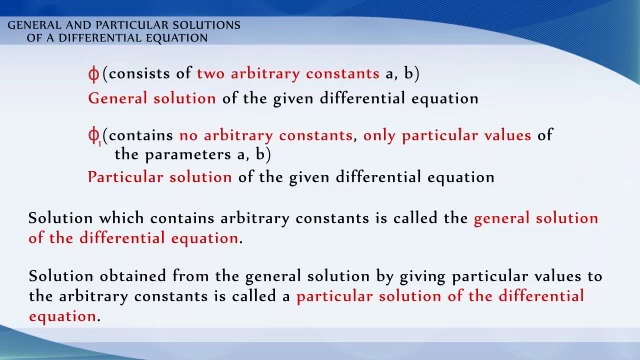 GENERAL AND PARTICULAR SOLUTIONS
OF A DIFFERENTIAL EQUATION
ϕ (consists of two arbitrary constants a, b)
General solution of the given differential equation
ϕ₁(contains no arbitrary constants, only particular values of
the parameters a, b)
Particular solution of the given differential equation
Solution which contains arbitrary constants is called the general solution
of the differential equation.
Solution obtained from the general solution by giving particular values to
the arbitrary constants is called a particular solution of the differential
equation.